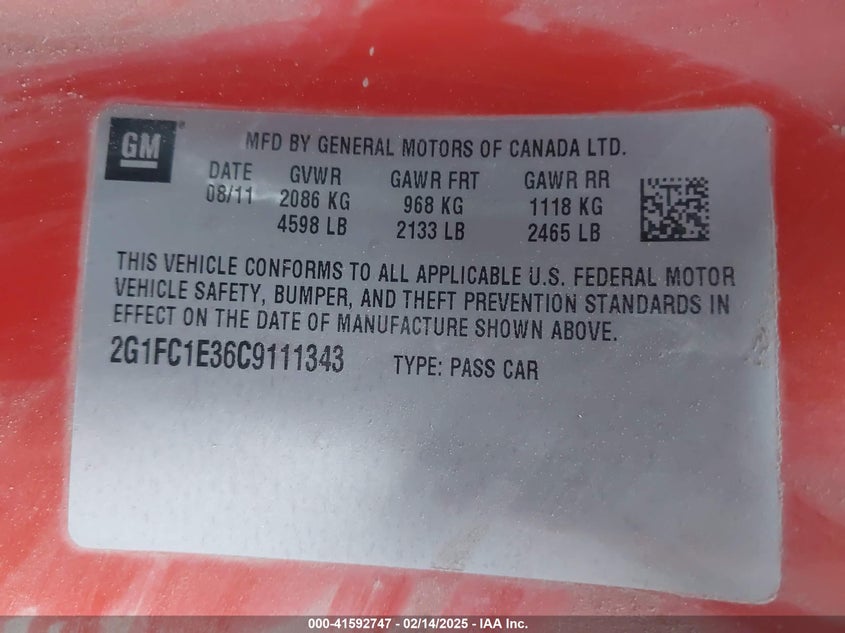 GM
MFD BY GENERAL MOTORS OF CANADA LTD.
DATE GVWR GAWR FRT GAWR RR
08/11 2086 KG 968 KG 1118 KG
4598 LB 2133 LB 2465 LB
THIS VEHICLE CONFORMS TO ALL APPLICABLE U.S. FEDERAL MOTOR
VEHICLE SAFETY, BUMPER, AND THEFT PREVENTION STANDARDS IN
EFFECT ON THE DATE OF MANUFACTURE SHOWN ABOVE.
2G1FC1E36C9111343 TYPE: PASS CAR
000-41592747 - 02/14/2025 - IAA Inc.